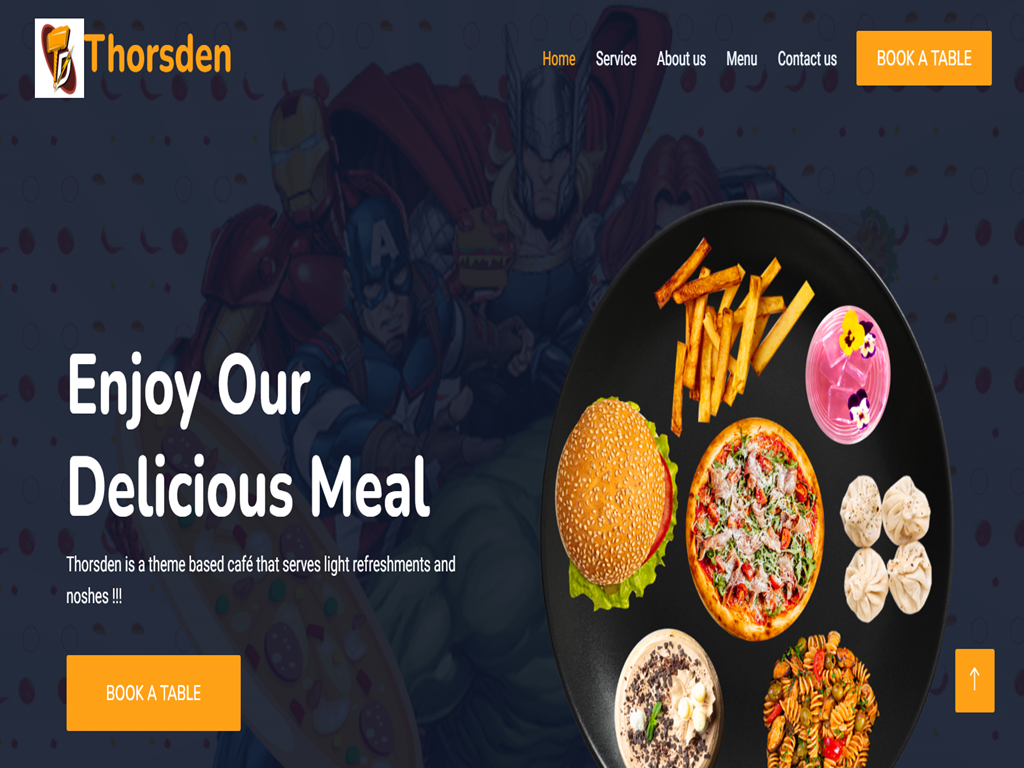 Thorsden
Home Service About us Menu Contact us BOOK A TABLE
A
Enjoy Our
Delicious Meal
Thorsden is a theme based café that serves light refreshments and
noshes !!!
BOOK A TABLE